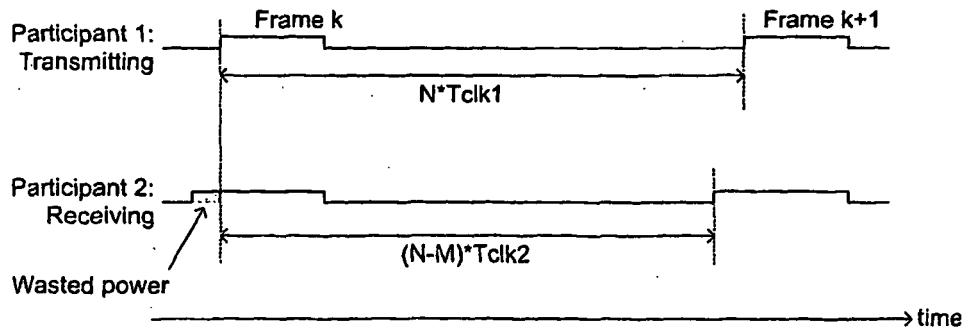 Frame k
Frame k+1
Participant 1:
Transmitting
N*Tclk1
Participant 2:
Receiving
(N-M)*Tclk2
Wasted power
time